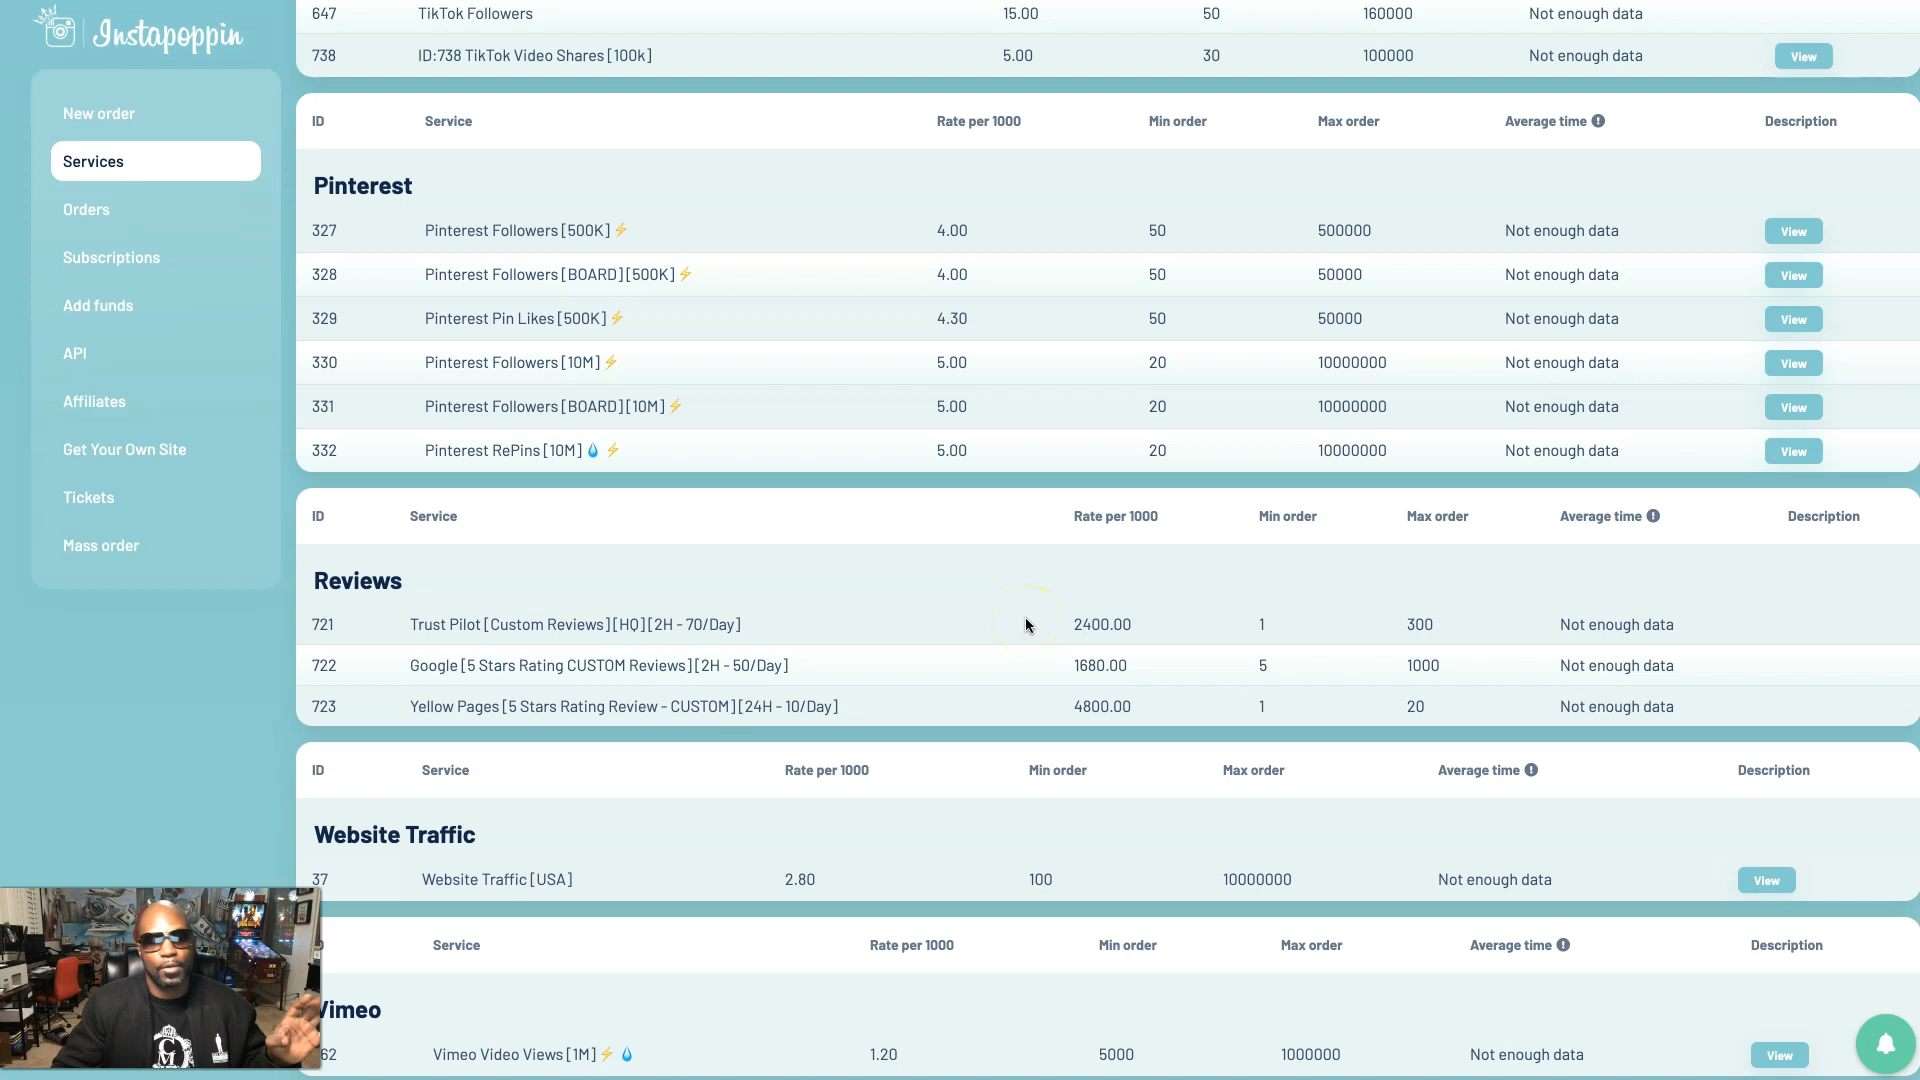 Instapoppin
New order
Services
Orders
Subscriptions
Add funds
API
Affiliates
Get Your Own Site
Tickets
Mass order
647 TikTok Followers 15.00 50 160000 Not enough data
738 ID:738 TikTok Video Shares [100k] 5.00 30 100000 Not enough data View
ID Service Rate per 1000 Min order Max order Average time Description
Pinterest
327 Pinterest Followers [500K] ⚡ 4.00 50 500000 Not enough data View
328 Pinterest Followers [BOARD] [500K] ⚡ 4.00 50 50000 Not enough data View
329 Pinterest Pin Likes [500K] ⚡ 4.30 50 50000 Not enough data View
330 Pinterest Followers [10M] ⚡ 5.00 20 10000000 Not enough data View
331 Pinterest Followers [BOARD] [10M] ⚡ 5.00 20 10000000 Not enough data View
332 Pinterest RePins [10M] 💧 ⚡ 5.00 20 10000000 Not enough data View
ID Service Rate per 1000 Min order Max order Average time Description
Reviews
721 Trust Pilot [Custom Reviews] [HQ] [2H - 70/Day] 2400.00 1 300 Not enough data
722 Google [5 Stars Rating CUSTOM Reviews] [2H - 50/Day] 1680.00 5 1000 Not enough data
723 Yellow Pages [5 Stars Rating Review - CUSTOM] [24H - 10/Day] 4800.00 1 20 Not enough data
ID Service Rate per 1000 Min order Max order Average time Description
Website Traffic
37 Website Traffic [USA] 2.80 100 10000000 Not enough data View
Service Rate per 1000 Min order Max order Average time Description
Vimeo
62 Vimeo Video Views [1M] ⚡ 💧 1.20 5000 1000000 Not enough data View